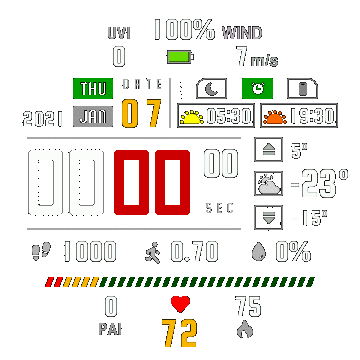 UVI 100% WIND
0 7 m/s
THU DATE
2021 JAN 07 05:30 19:30
00 00 00
SEC
5°
-23°
15°
1000 0.70 0%
0 75
PAI 72